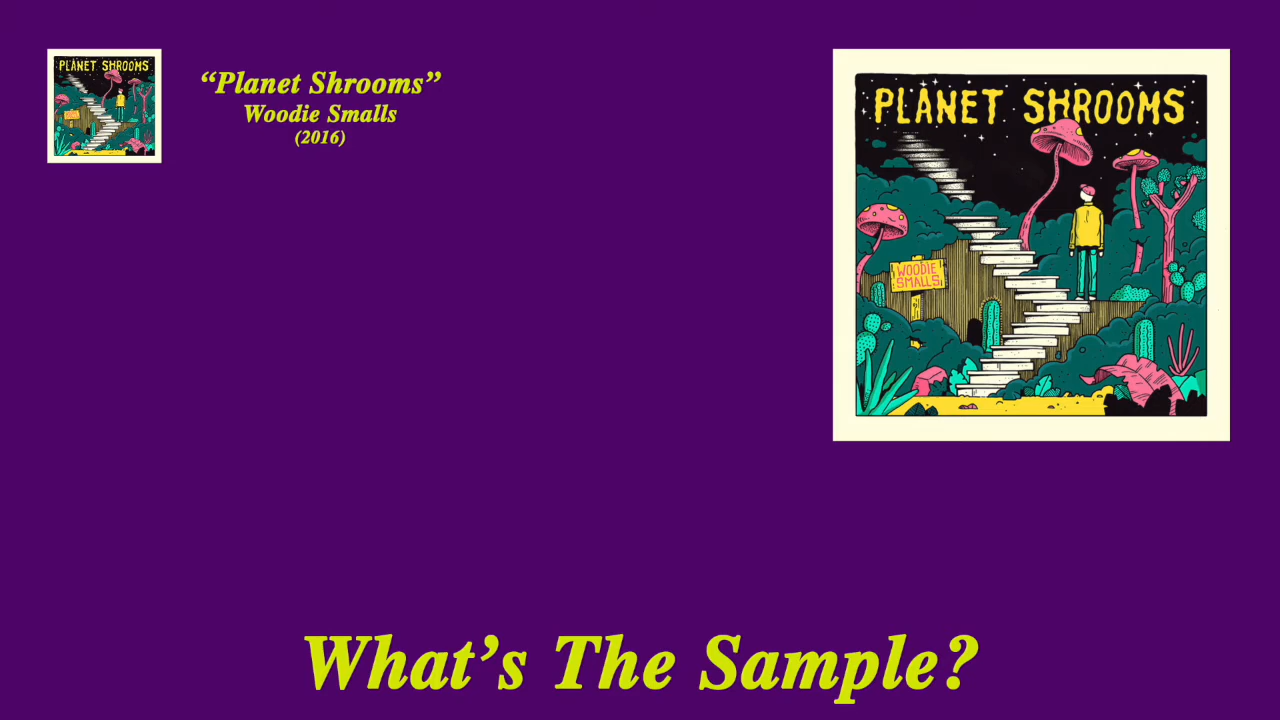 PLANET SHROOMS
“Planet Shrooms”
Woodie Smalls
(2016)
PLANET SHROOMS
WOODIE
SMALLS
What’s The Sample?